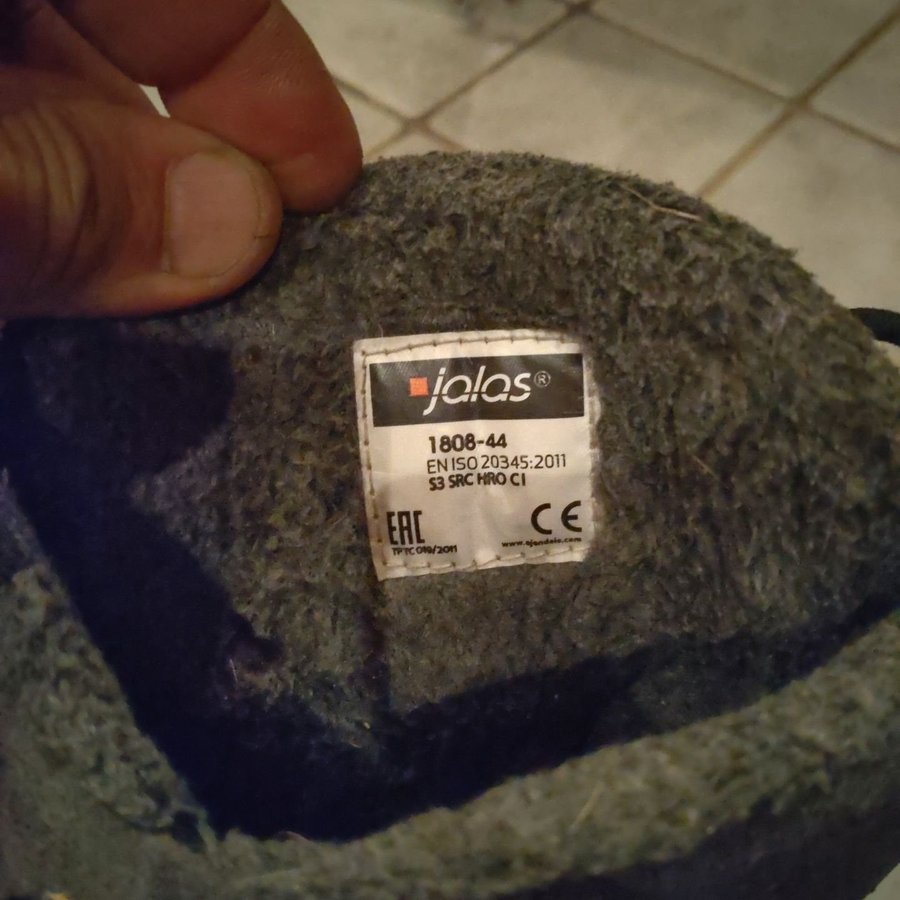 jalas®
1808-44
EN ISO 20345:2011
S3 SRC HRO CI
EAC
CE
TP TC 019/2011
www.ejendals.com